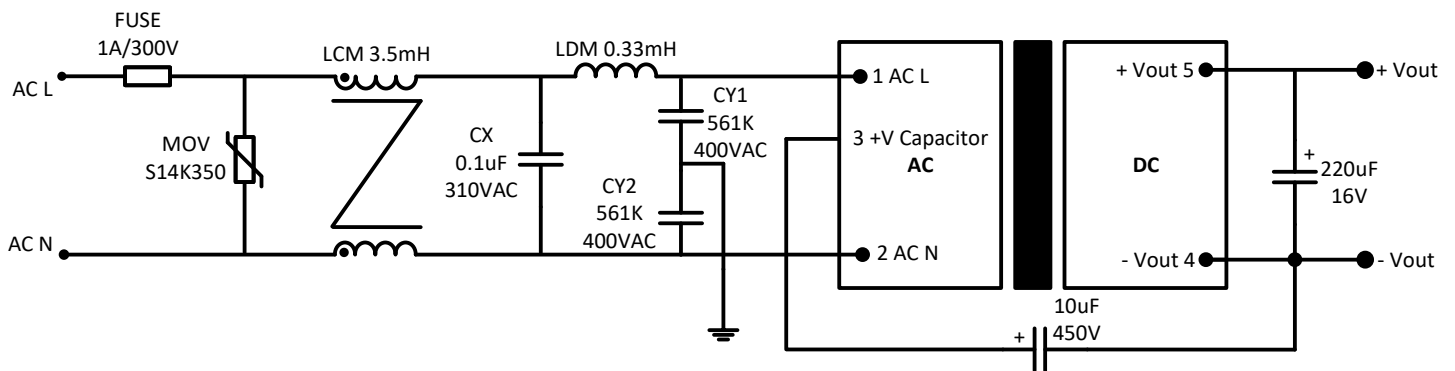 FUSE
1A/300V
LCM 3.5mH
LDM 0.33mH
AC L
1 AC L
+ Vout 5
+ Vout
MOV
S14K350
CX
0.1uF
310VAC
CY1
561K
400VAC
3 +V Capacitor
AC
DC
+
220uF
16V
CY2
561K
400VAC
AC N
2 AC N
- Vout 4
- Vout
10uF
450V
+